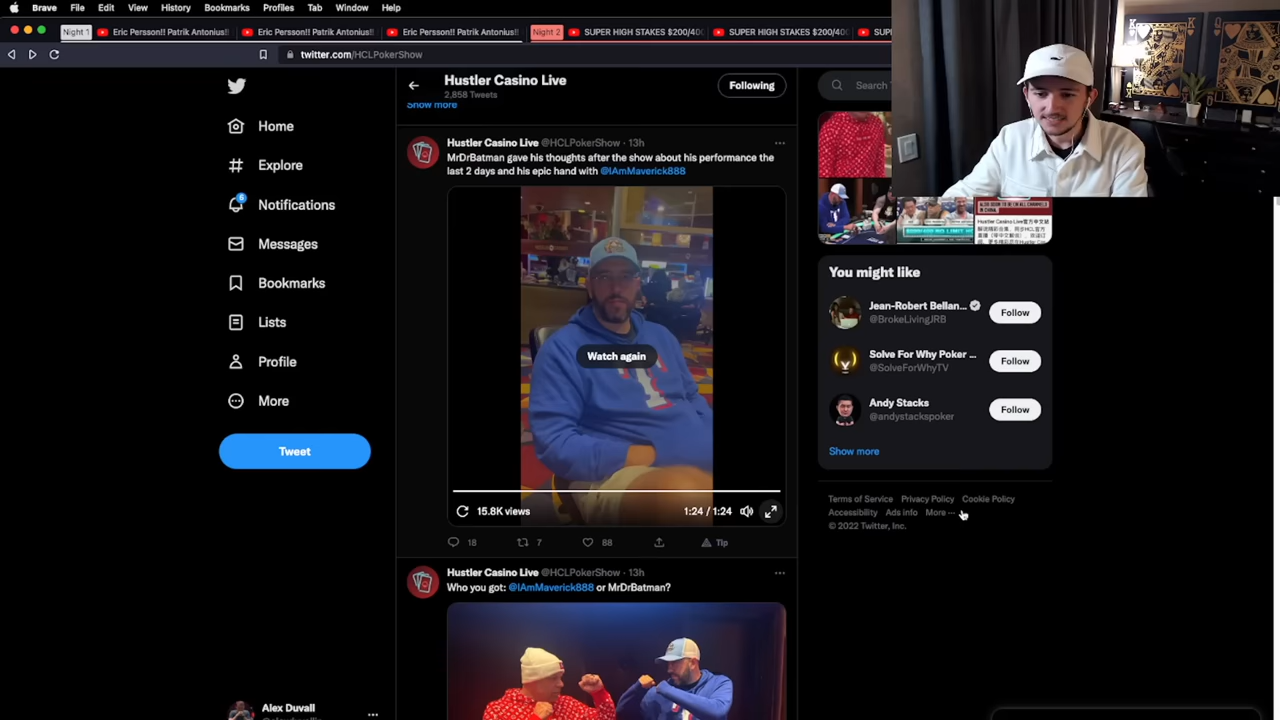 Brave File Edit View History Bookmarks Profiles Tab Window Help
Night 1 Eric Persson!! Patrik Antonius!! Eric Persson!! Patrik Antonius!! Eric Persson!! Patrik Antonius!! Night 2 SUPER HIGH STAKES $200/400 SUPER HIGH STAKES $200/400 SUP
twitter.com/HCLPokerShow
Hustler Casino Live
2,858 Tweets
Following
Search
Show more
Home
Explore
6
Notifications
Messages
Bookmarks
Lists
Profile
More
Tweet
Alex Duvall
Hustler Casino Live @HCLPokerShow · 13h
MrDrBatman gave his thoughts after the show about his performance the
last 2 days and his epic hand with @IAmMaverick888
Watch again
15.8K views
1:24 / 1:24
18 7 88 Tip
Hustler Casino Live @HCLPokerShow · 13h
Who you got: @IAmMaverick888 or MrDrBatman?
You might like
Jean-Robert Bellan...
@BrokeLivingJRB
Follow
Solve For Why Poker ...
@SolveForWhyTV
Follow
Andy Stacks
@andystackspoker
Follow
Show more
Terms of Service Privacy Policy Cookie Policy
Accessibility Ads info More ···
© 2022 Twitter, Inc.